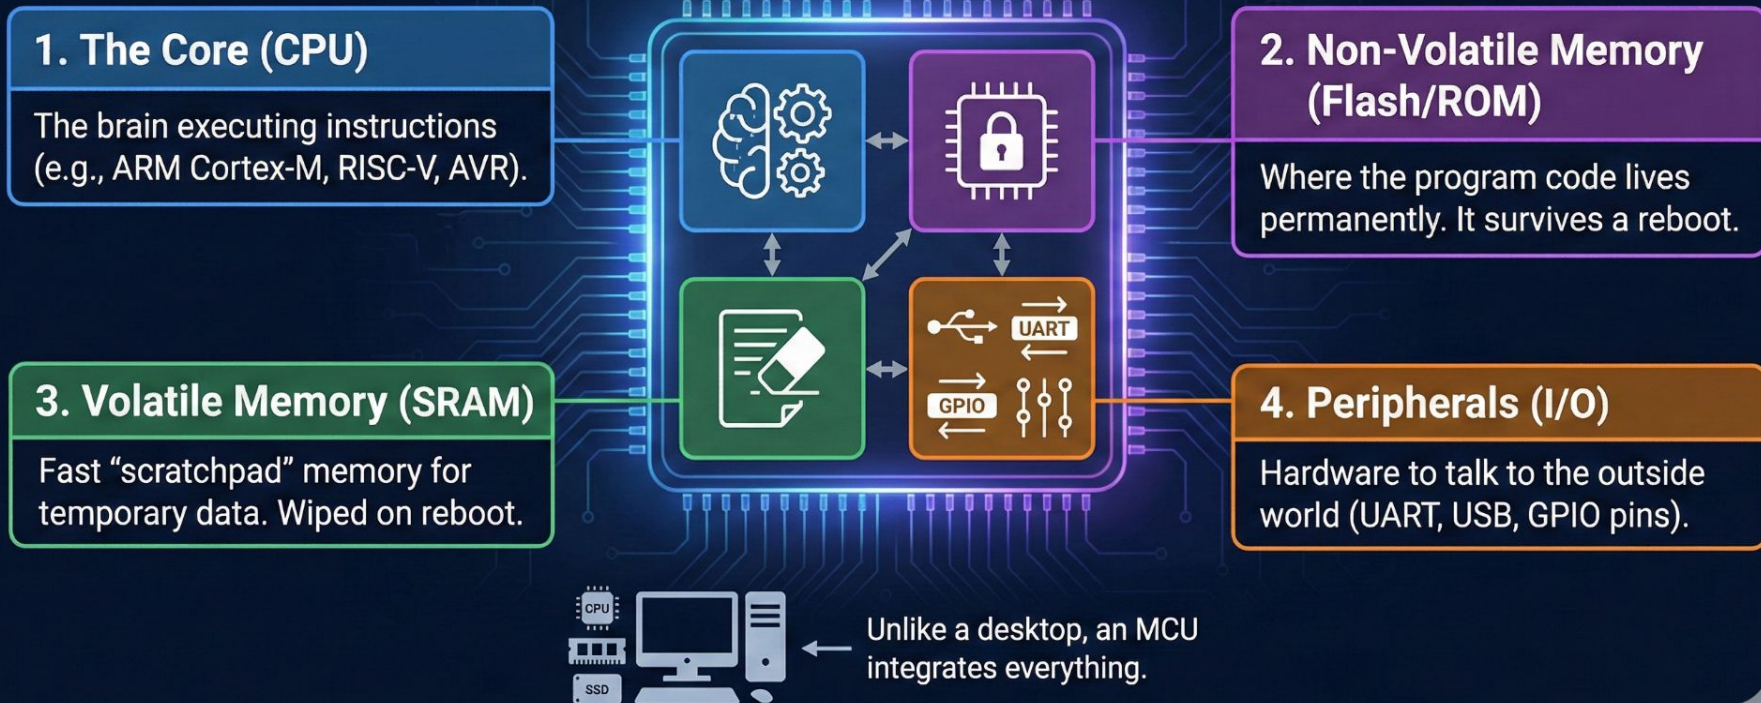 1. The Core (CPU)
The brain executing instructions
(e.g., ARM Cortex-M, RISC-V, AVR).
2. Non-Volatile Memory
(Flash/ROM)
Where the program code lives
permanently. It survives a reboot.
3. Volatile Memory (SRAM)
Fast “scratchpad” memory for
temporary data. Wiped on reboot.
UART
GPIO
4. Peripherals (I/O)
Hardware to talk to the outside
world (UART, USB, GPIO pins).
CPU
SSD
Unlike a desktop, an MCU
integrates everything.